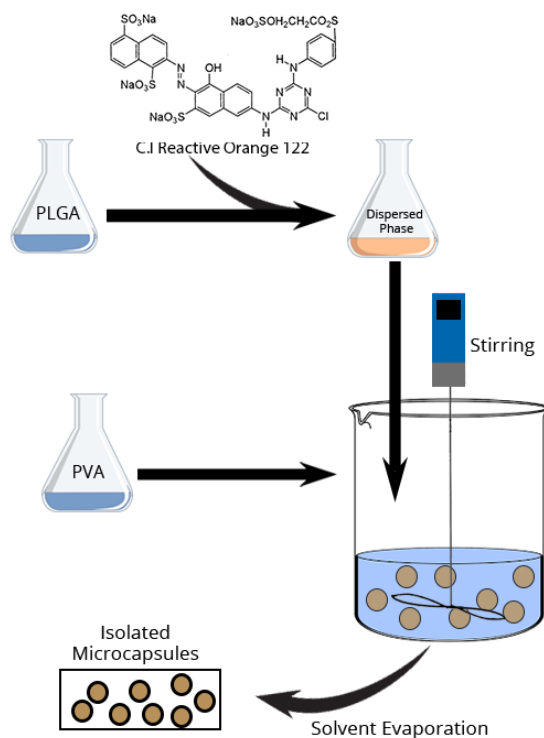 SO₃Na
NaO₃SOH₂CH₂CO₂S
NaO₃S
N
N
OH
N
H
N
N
N
Cl
NaO₃S
N
H
C.I Reactive Orange 122
PLGA
Dispersed
Phase
Stirring
PVA
Isolated
Microcapsules
Solvent Evaporation